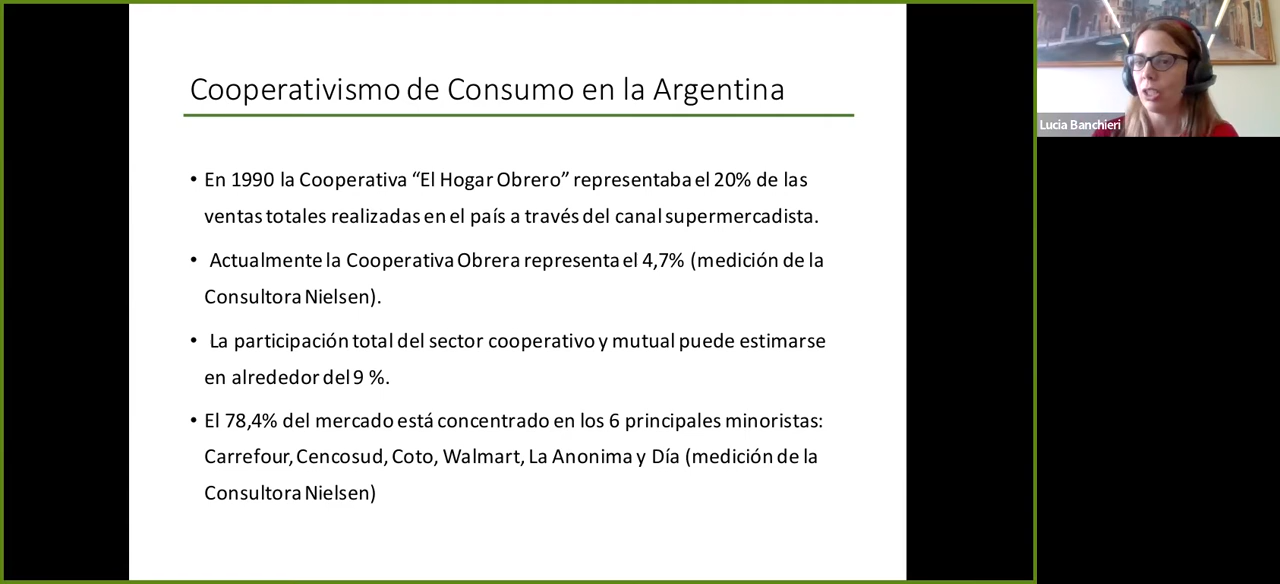 Cooperativismo de Consumo en la Argentina
• En 1990 la Cooperativa “El Hogar Obrero” representaba el 20% de las
ventas totales realizadas en el país a través del canal supermercadista.
• Actualmente la Cooperativa Obrera representa el 4,7% (medición de la
Consultora Nielsen).
• La participación total del sector cooperativo y mutual puede estimarse
en alrededor del 9 %.
• El 78,4% del mercado está concentrado en los 6 principales minoristas:
Carrefour, Cencosud, Coto, Walmart, La Anonima y Día (medición de la
Consultora Nielsen)
Lucia Banchieri